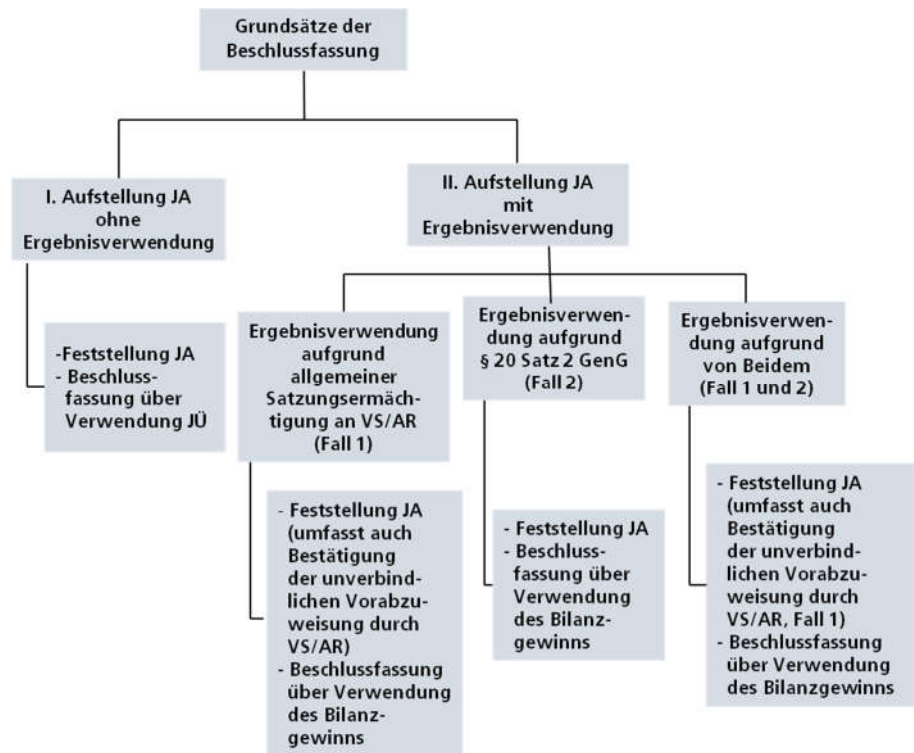 Grundsätze der
Beschlussfassung
I. Aufstellung JA
ohne
Ergebnisverwendung
II. Aufstellung JA
mit
Ergebnisverwendung
-Feststellung JA
- Beschluss-
fassung über
Verwendung JÜ
Ergebnisverwendung
aufgrund
allgemeiner
Satzungsermäch-
tigung an VS/AR
(Fall 1)
Ergebnisverwen-
dung aufgrund
§ 20 Satz 2 GenG
(Fall 2)
Ergebnisverwen-
dung aufgrund
von Beidem
(Fall 1 und 2)
- Feststellung JA
(umfasst auch
Bestätigung
der unverbind-
lichen Vorabzu-
weisung durch
VS/AR)
- Beschlussfassung
über Verwendung
des Bilanz-
gewinns
- Feststellung JA
- Beschluss-
fassung über
Verwendung
des Bilanz-
gewinns
- Feststellung JA
(umfasst auch
Bestätigung
der unverbind-
lichen Vorabzu-
weisung durch
VS/AR, Fall 1)
- Beschlussfassung
über Verwendung
des Bilanzgewinns